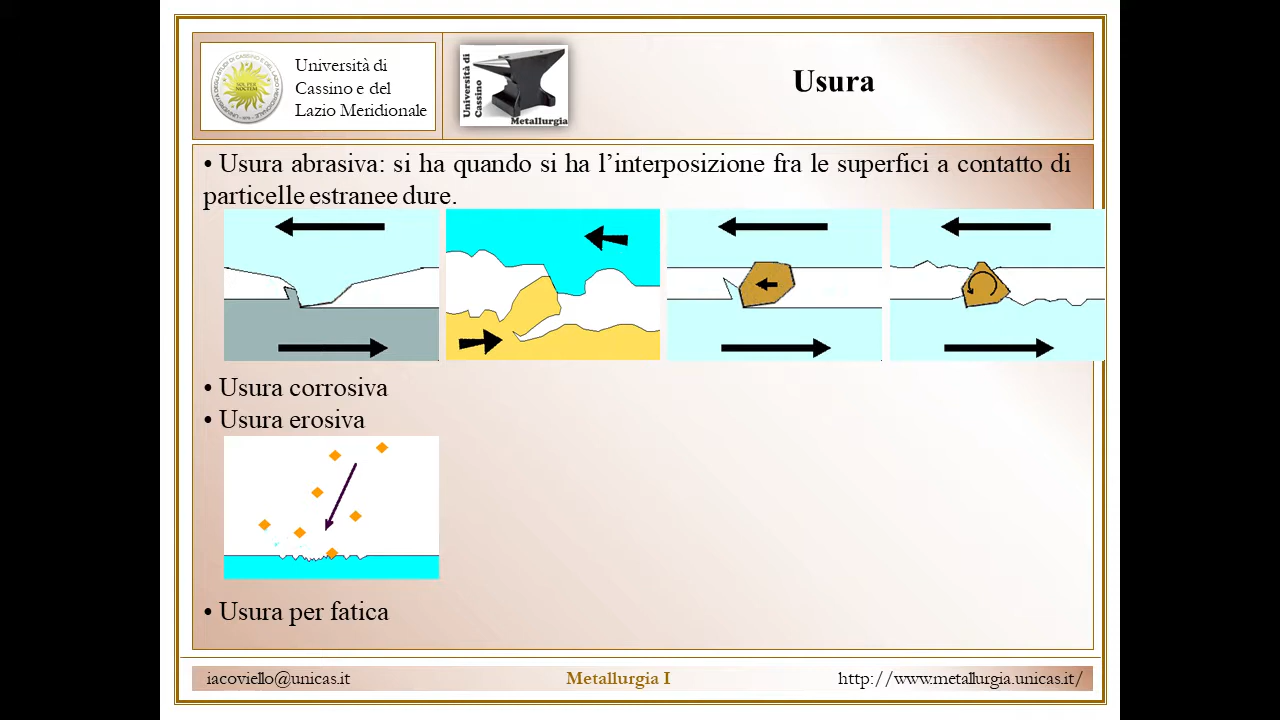 Università di
Cassino e del
Lazio Meridionale
Università di
Cassino
Metallurgia
Usura
• Usura abrasiva: si ha quando si ha l’interposizione fra le superfici a contatto di
particelle estranee dure.
• Usura corrosiva
• Usura erosiva
• Usura per fatica
iacoviello@unicas.it
Metallurgia I
http://www.metallurgia.unicas.it/